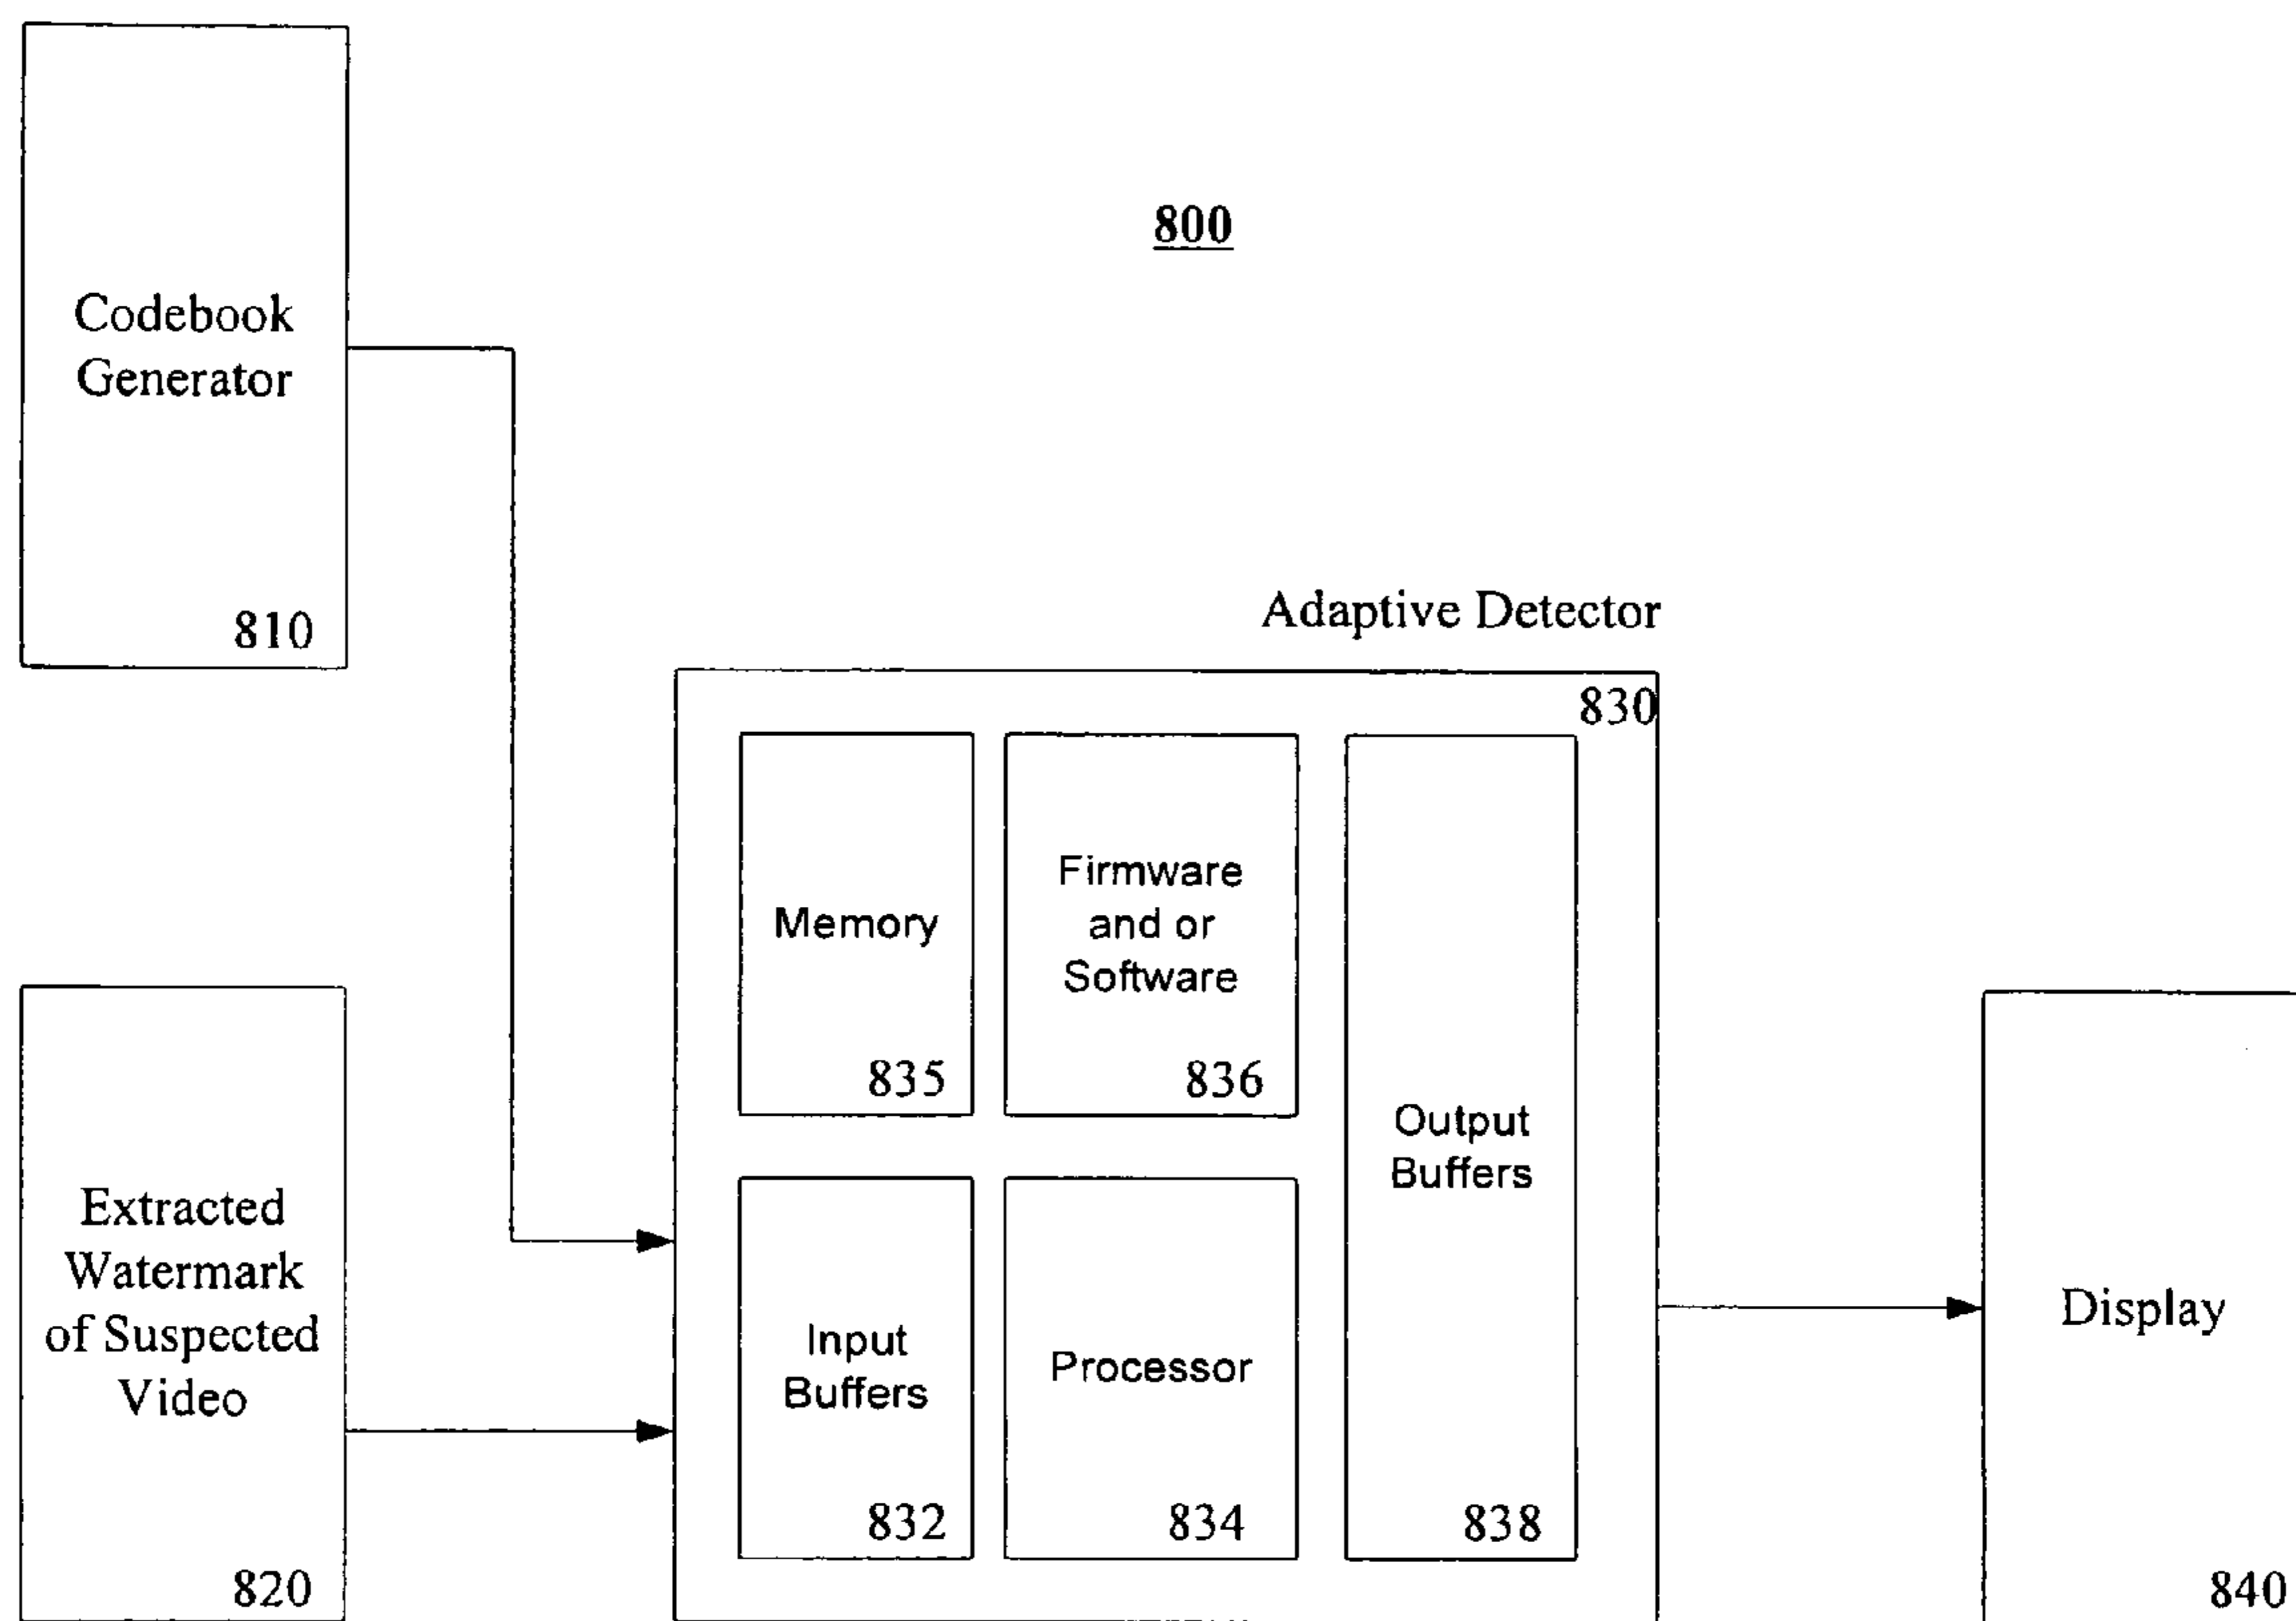 800
Codebook
Generator
810
Adaptive Detector
830
Memory
835
Firmware
and or
Software
836
Output
Buffers
838
Extracted
Watermark
of Suspected
Video
820
Input
Buffers
832
Processor
834
Display
840